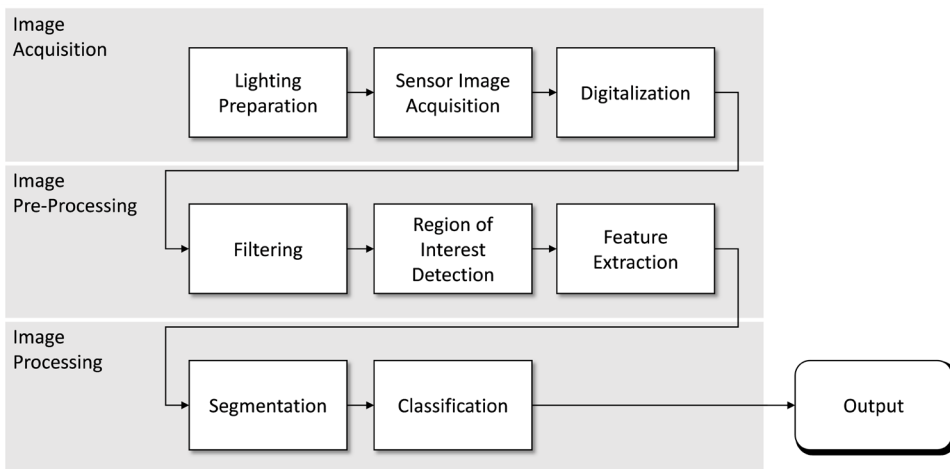 Image
Acquisition
Lighting
Preparation
Sensor Image
Acquisition
Digitalization
Image
Pre-Processing
Filtering
Region of
Interest
Detection
Feature
Extraction
Image
Processing
Segmentation
Classification
Output